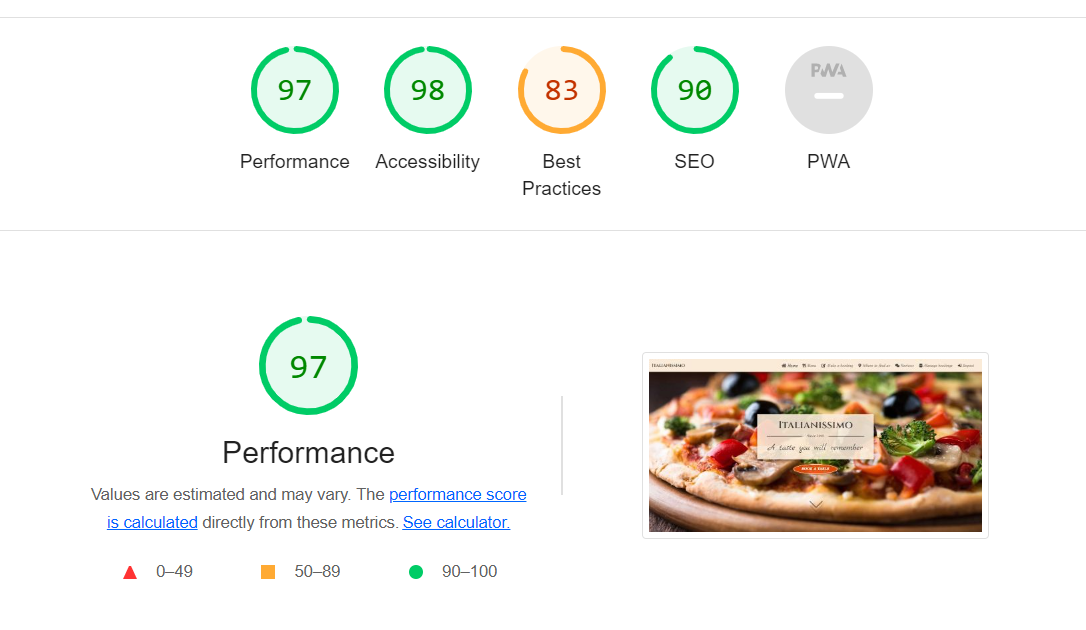 97
98
83
90
PWA
Performance
Accessibility
Best
Practices
SEO
PWA
97
Performance
Values are estimated and may vary. The performance score
is calculated directly from these metrics. See calculator.
0–49
50–89
90–100
ITALIANISSIMO
Home
ITALIANISSIMO
A taste you will remember
BOOK A TABLE